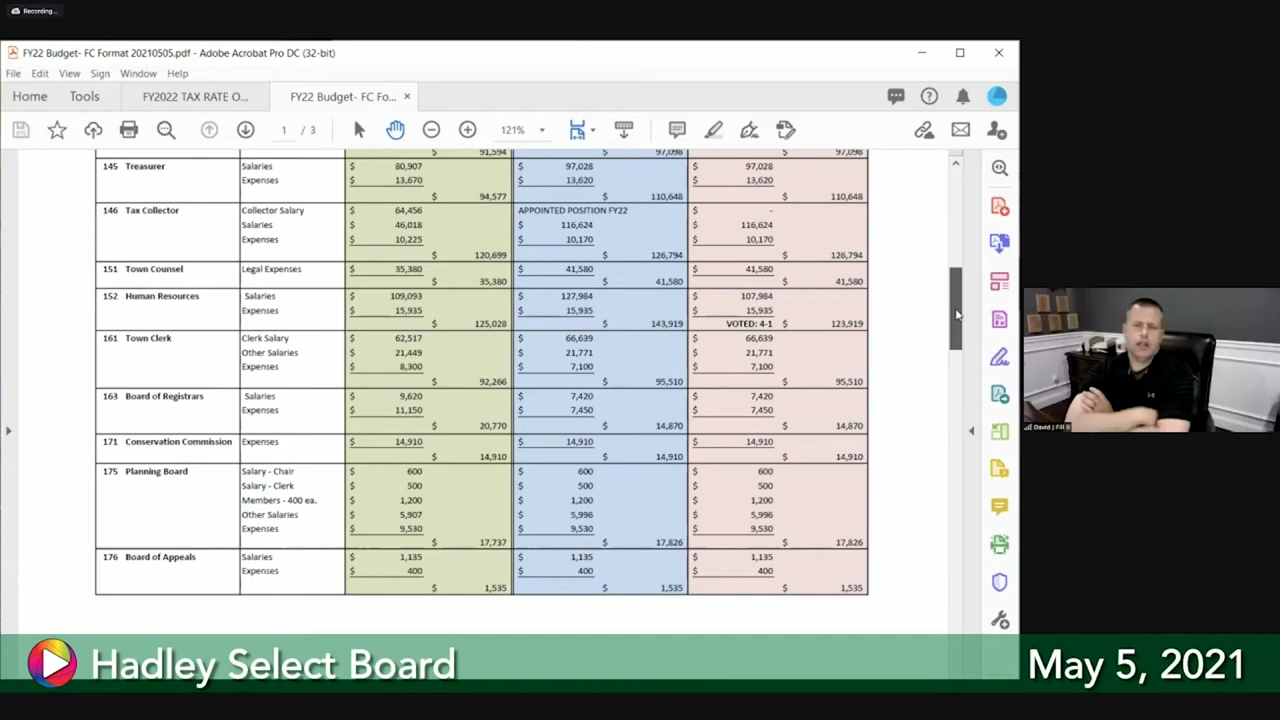 Recording...
FY22 Budget- FC Format 20210505.pdf - Adobe Acrobat Pro DC (32-bit)
File Edit View Sign Window Help
Home Tools FY2022 TAX RATE O... FY22 Budget- FC Fo... ×
1 / 3 121%
91,594 97,098 97,098
145 Treasurer Salaries $ 80,907 $ 97,028 $ 97,028
Expenses $ 13,670 $ 13,620 $ 13,620
$ 94,577 $ 110,648 $ 110,648
146 Tax Collector Collector Salary $ 64,456 APPOINTED POSITION FY22 $ -
Salaries $ 46,018 $ 116,624 $ 116,624
Expenses $ 10,225 $ 10,170 $ 10,170
$ 120,699 $ 126,794 $ 126,794
151 Town Counsel Legal Expenses $ 35,380 $ 41,580 $ 41,580
$ 35,380 $ 41,580 $ 41,580
152 Human Resources Salaries $ 109,093 $ 127,984 $ 107,984
Expenses $ 15,935 $ 15,935 $ 15,935
$ 125,028 $ 143,919 VOTED: 4-1 $ 123,919
161 Town Clerk Clerk Salary $ 62,517 $ 66,639 $ 66,639
Other Salaries $ 21,449 $ 21,771 $ 21,771
Expenses $ 8,300 $ 7,100 $ 7,100
$ 92,266 $ 95,510 $ 95,510
163 Board of Registrars Salaries $ 9,620 $ 7,420 $ 7,420
Expenses $ 11,150 $ 7,450 $ 7,450
$ 20,770 $ 14,870 $ 14,870
171 Conservation Commission Expenses $ 14,910 $ 14,910 $ 14,910
$ 14,910 $ 14,910 $ 14,910
175 Planning Board Salary - Chair $ 600 $ 600 $ 600
Salary - Clerk $ 500 $ 500 $ 500
Members - 400 ea. $ 1,200 $ 1,200 $ 1,200
Other Salaries $ 5,907 $ 5,996 $ 5,996
Expenses $ 9,530 $ 9,530 $ 9,530
$ 17,737 $ 17,826 $ 17,826
176 Board of Appeals Salaries $ 1,135 $ 1,135 $ 1,135
Expenses $ 400 $ 400 $ 400
$ 1,535 $ 1,535 $ 1,535
David J Fill II
Hadley Select Board May 5, 2021